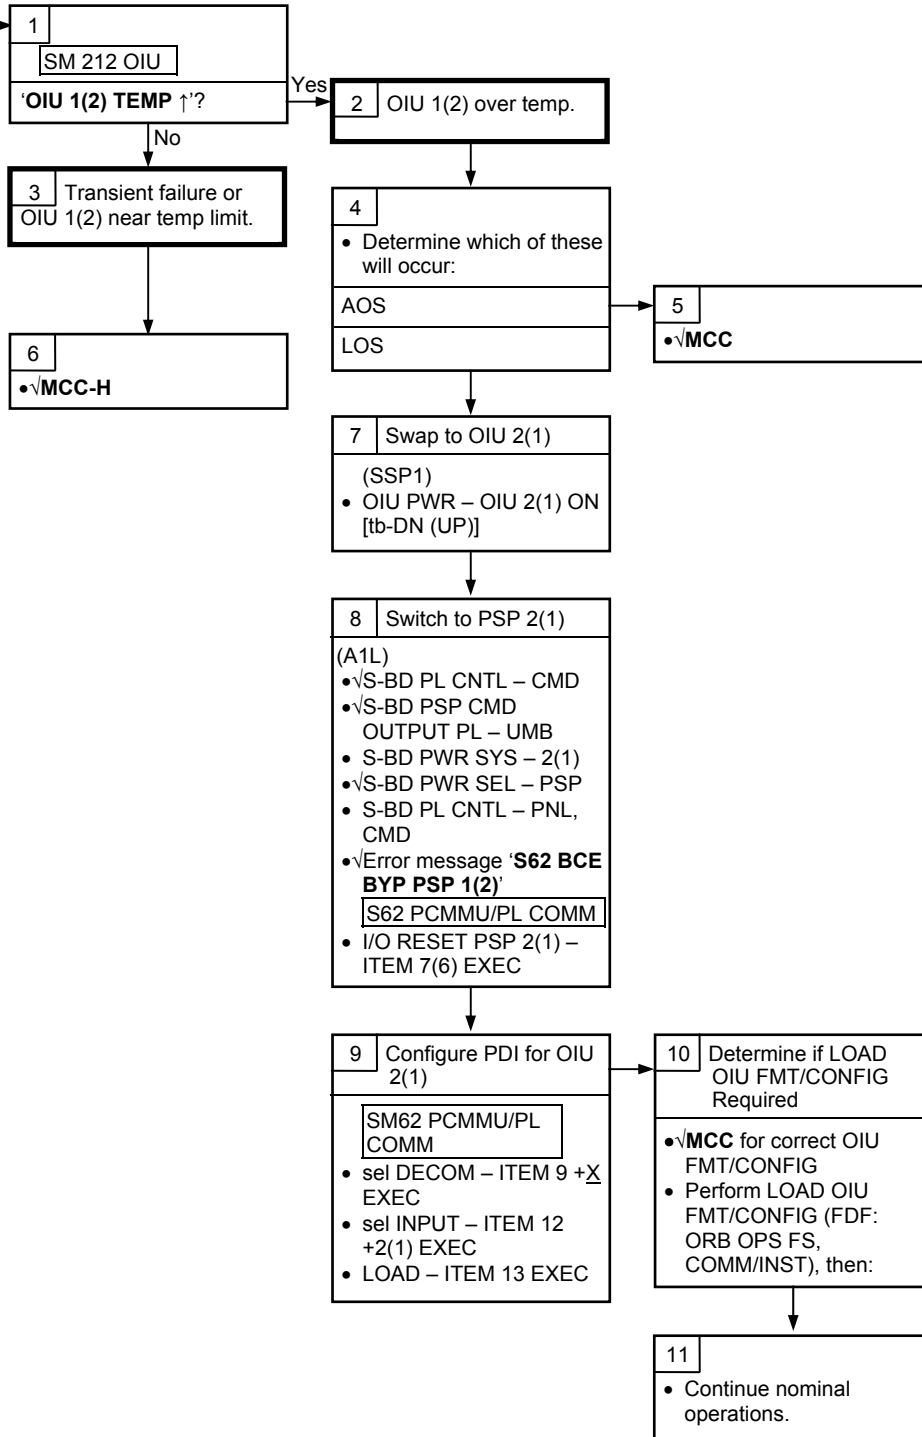 1
SM 212 OIU
‘OIU 1(2) TEMP ↑’?
Yes
No
2
OIU 1(2) over temp.
3
Transient failure or
OIU 1(2) near temp limit.
4
• Determine which of these
will occur:
AOS
LOS
5
•√MCC
6
•√MCC-H
7
Swap to OIU 2(1)
(SSP1)
• OIU PWR – OIU 2(1) ON
[tb-DN (UP)]
8
Switch to PSP 2(1)
(A1L)
•√S-BD PL CNTL – CMD
•√S-BD PSP CMD
OUTPUT PL – UMB
• S-BD PWR SYS – 2(1)
•√S-BD PWR SEL – PSP
• S-BD PL CNTL – PNL,
CMD
•√Error message ‘S62 BCE
BYP PSP 1(2)’
S62 PCMMU/PL COMM
• I/O RESET PSP 2(1) –
ITEM 7(6) EXEC
9
Configure PDI for OIU
2(1)
SM62 PCMMU/PL
COMM
• sel DECOM – ITEM 9 +X
EXEC
• sel INPUT – ITEM 12
+2(1) EXEC
• LOAD – ITEM 13 EXEC
10
Determine if LOAD
OIU FMT/CONFIG
Required
•√MCC for correct OIU
FMT/CONFIG
• Perform LOAD OIU
FMT/CONFIG (FDF:
ORB OPS FS,
COMM/INST), then:
11
• Continue nominal
operations.